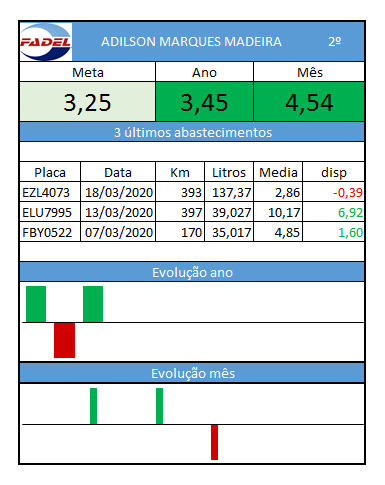 FADEL ADILSON MARQUES MADEIRA 2º
Meta Ano Mês
3,25 3,45 4,54
3 últimos abastecimentos
Placa Data Km Litros Media disp
EZL4073 18/03/2020 393 137,37 2,86 -0,39
ELU7995 13/03/2020 397 39,027 10,17 6,92
FBY0522 07/03/2020 170 35,017 4,85 1,60
Evolução ano
Evolução mês